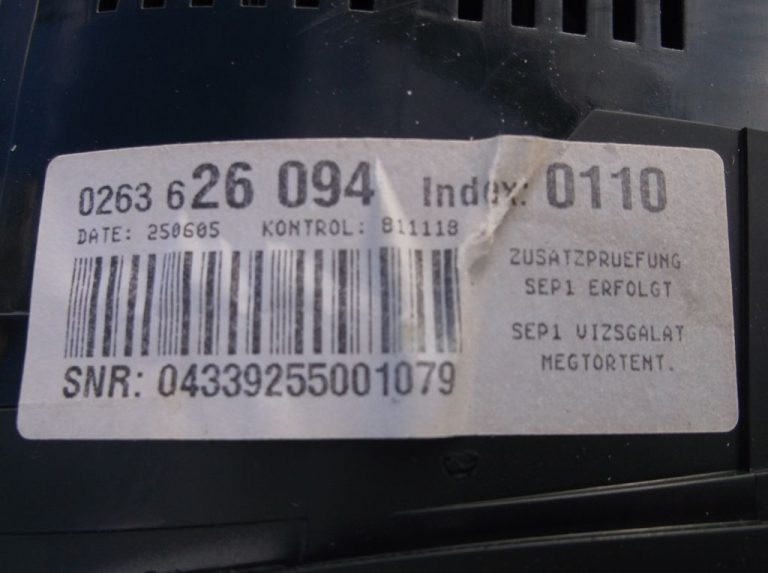 0263 626 094 Index: 0110
DATE: 250605 KONTROL: 811118
ZUSATZPRUEFUNG
SEP1 ERFOLGT
SEP1 VIZSGALAT
MEGTORTENT.
SNR: 04339255001079